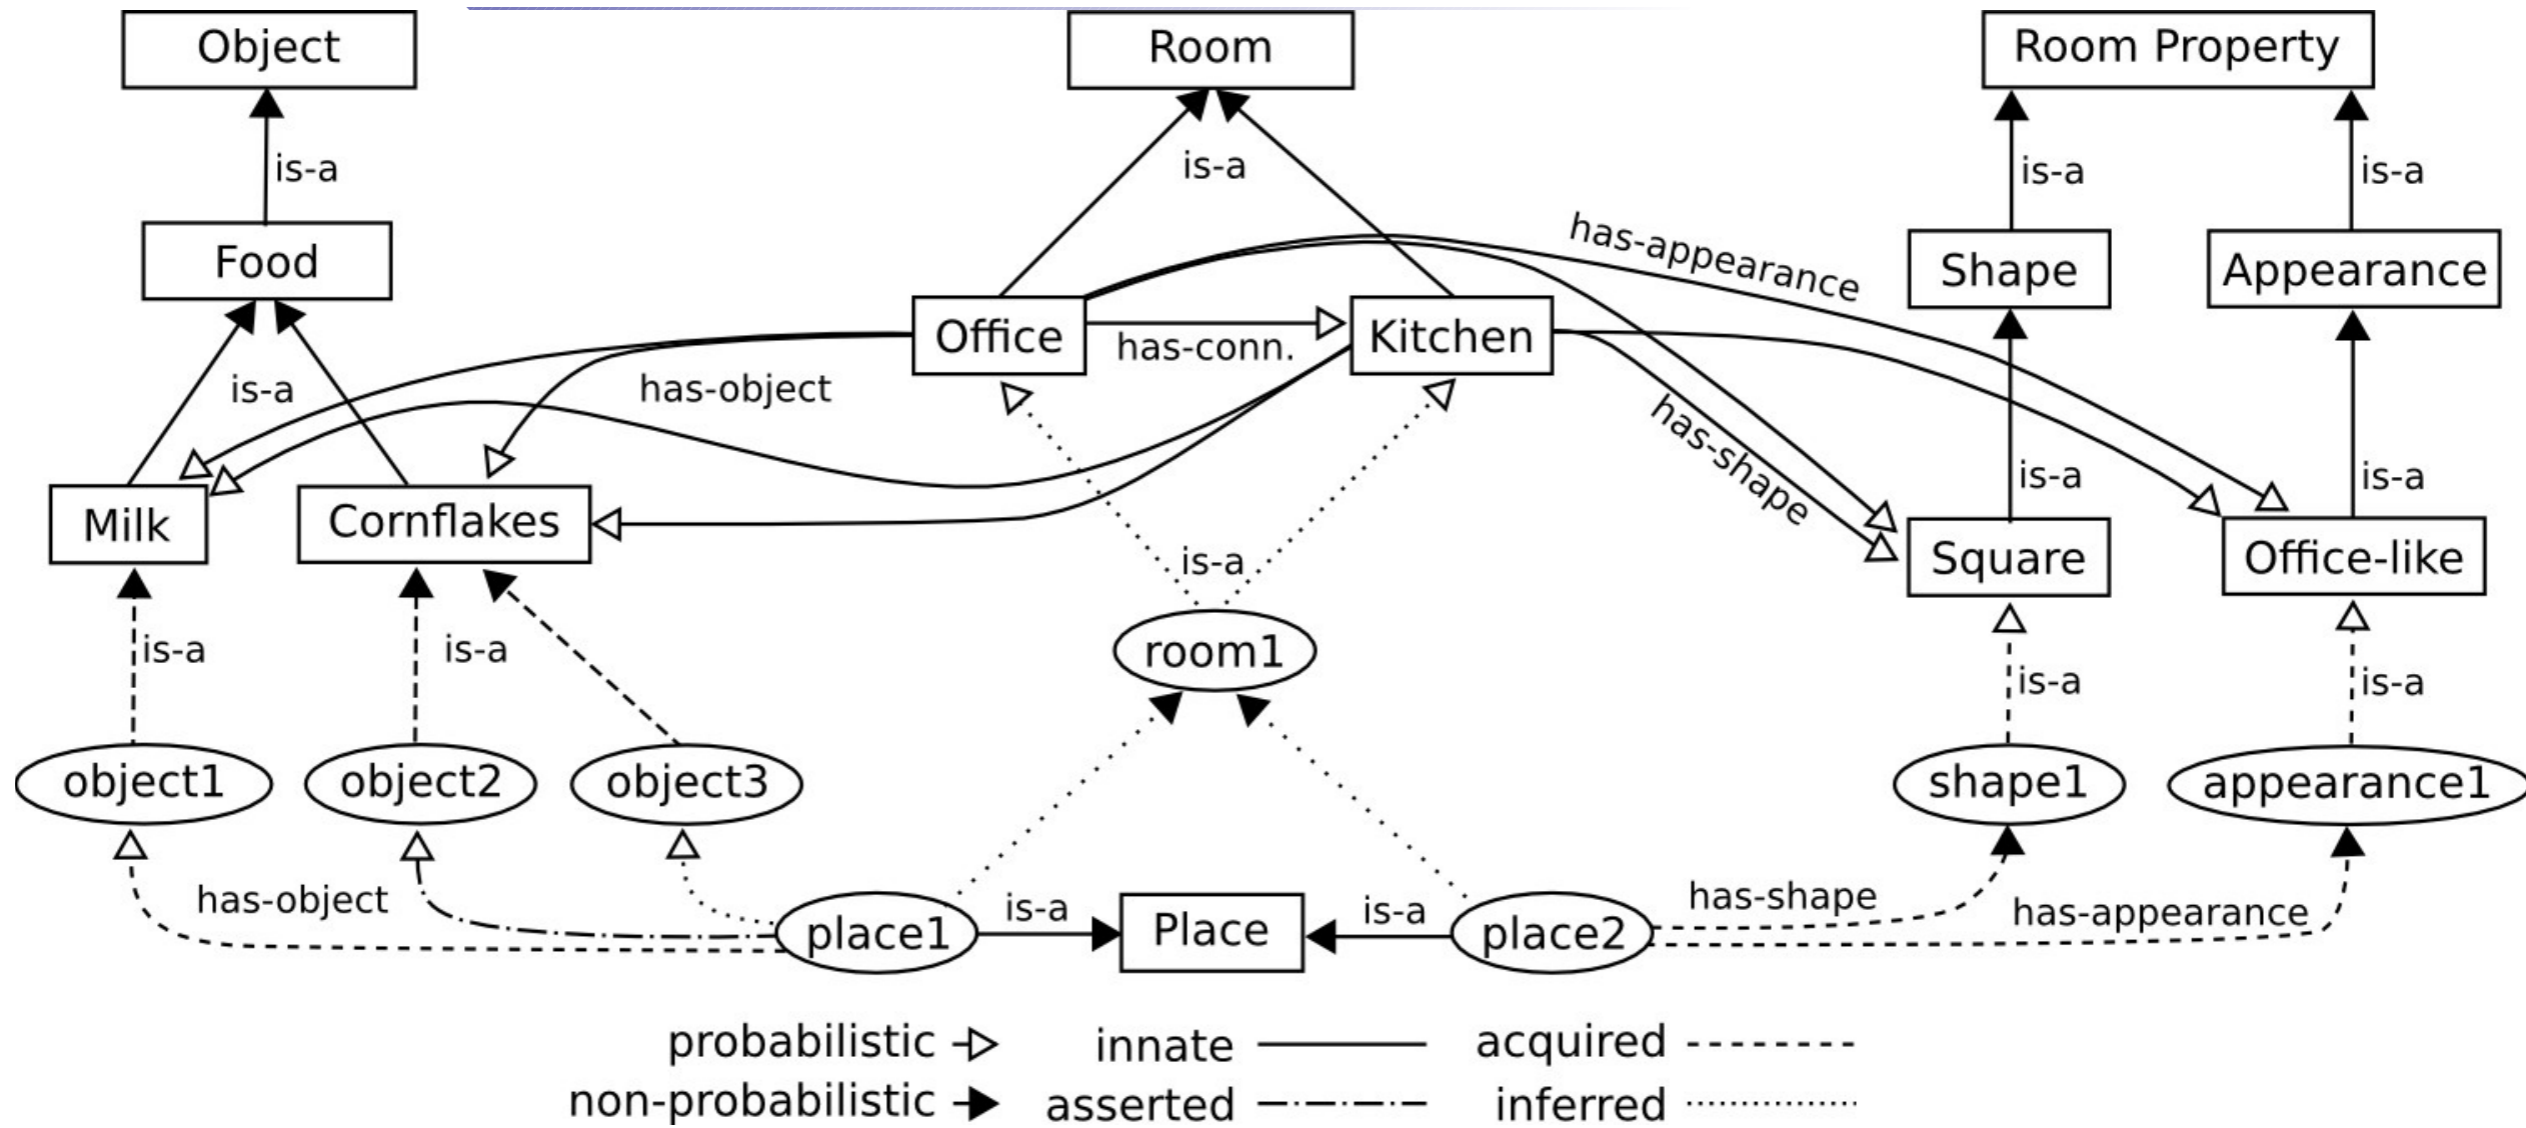 Object
Room
Room Property
is-a
is-a
is-a
is-a
has-appearance
Food
Shape
Appearance
Office
has-conn.
Kitchen
is-a
has-object
has-shape
is-a
is-a
Milk
Cornflakes
Square
Office-like
is-a
is-a
is-a
room1
is-a
is-a
object1
object2
object3
shape1
appearance1
has-object
is-a
is-a
has-shape
has-appearance
place1
Place
place2
probabilistic
innate
acquired
non-probabilistic
asserted
inferred